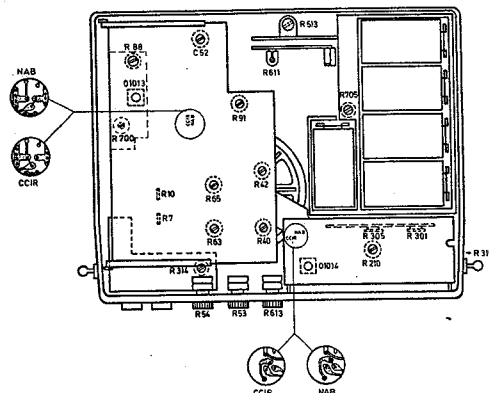 R 513
R 88
C 52
NAB
R611
01013
R705
R91
R 700
CCIR
R10
R42
R65
R7
R63
R40
CCIR NAB
R 305
R 301
R 210
R 31
R 314
01014
R54
R53
R613
CCIR
NAB